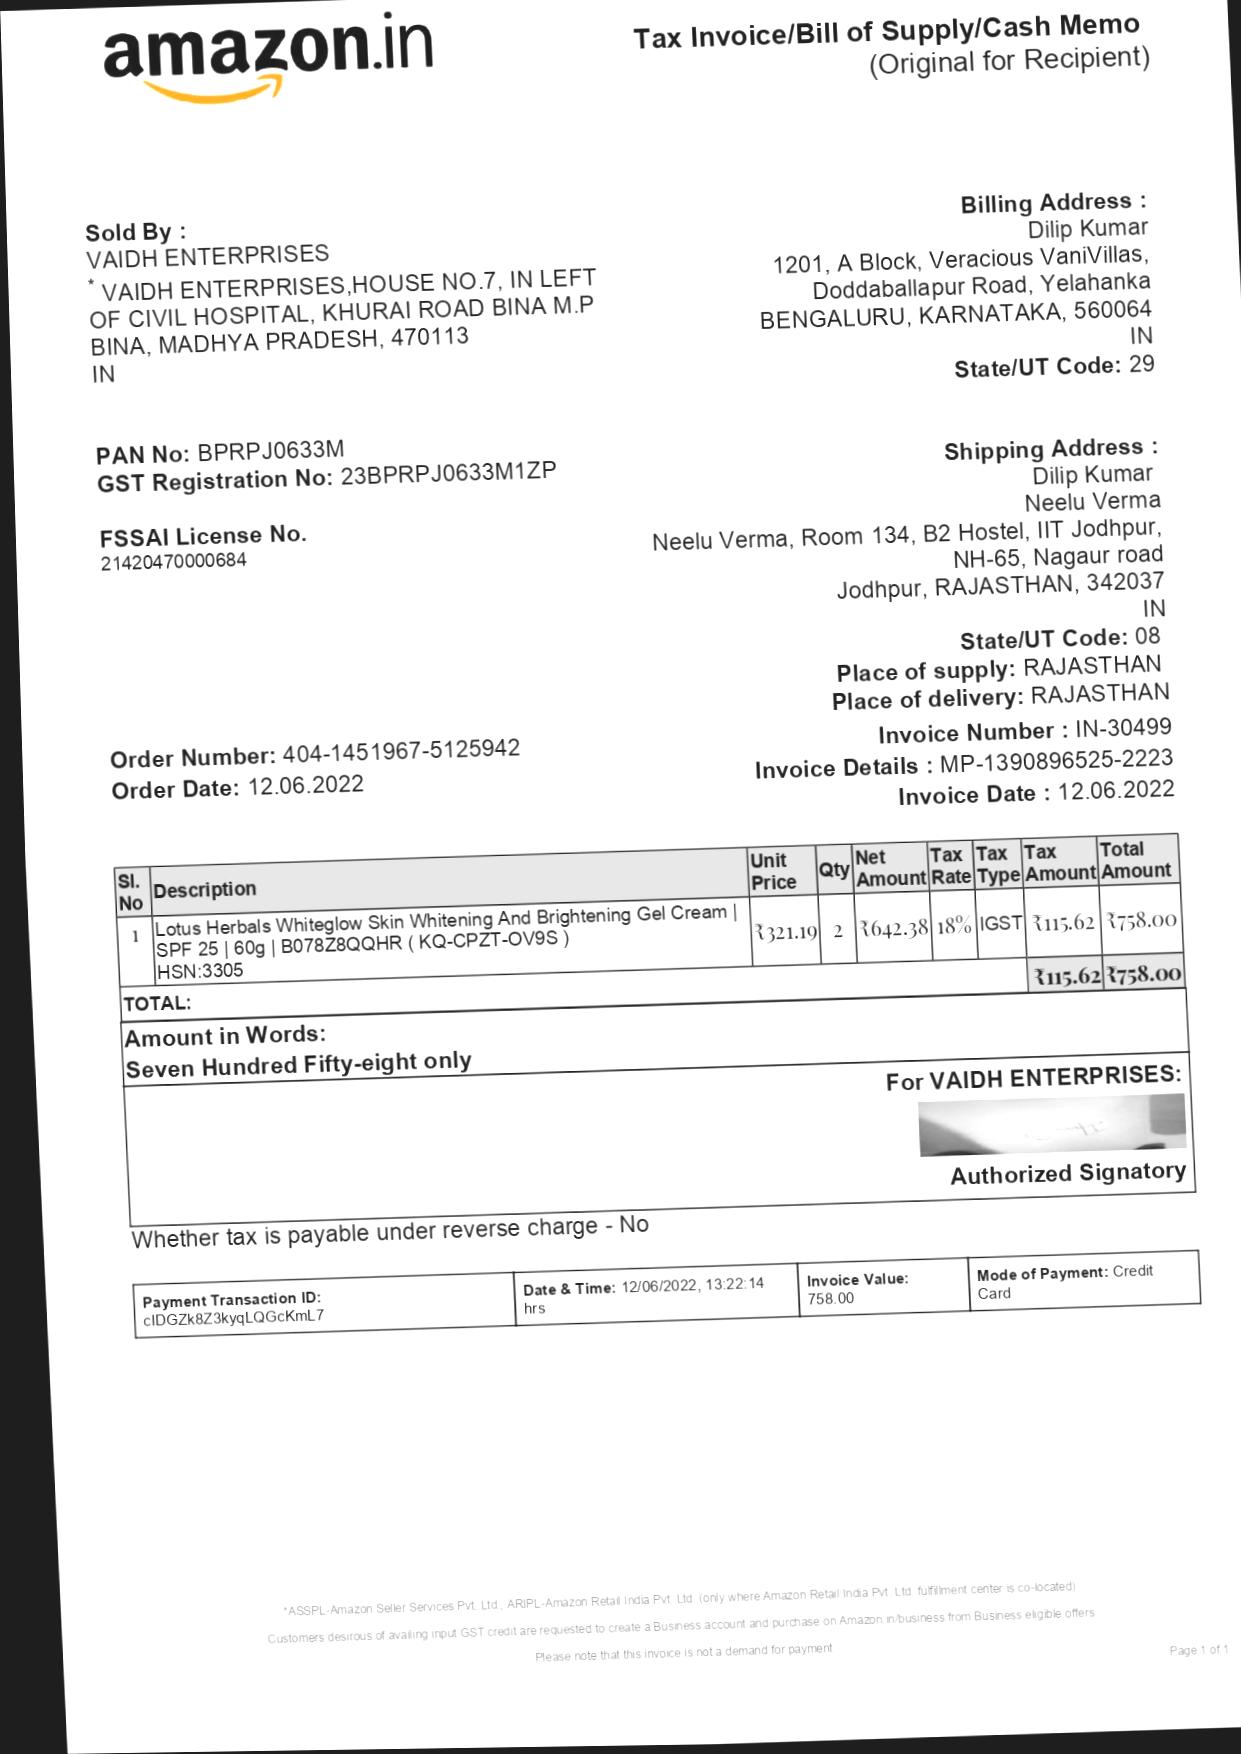 amazon.in
Tax Invoice/Bill of Supply/Cash Memo
(Original for Recipient)
Sold By :
VAIDH ENTERPRISES
* VAIDH ENTERPRISES,HOUSE NO.7, IN LEFT
OF CIVIL HOSPITAL, KHURAI ROAD BINA M.P
BINA, MADHYA PRADESH, 470113
IN
Billing Address :
Dilip Kumar
1201, A Block, Veracious VaniVillas,
Doddaballapur Road, Yelahanka
BENGALURU, KARNATAKA, 560064
IN
State/UT Code: 29
PAN No: BPRPJ0633M
GST Registration No: 23BPRPJ0633M1ZP
FSSAI License No.
21420470000684
Shipping Address :
Dilip Kumar
Neelu Verma
Neelu Verma, Room 134, B2 Hostel, IIT Jodhpur,
NH-65, Nagaur road
Jodhpur, RAJASTHAN, 342037
IN
State/UT Code: 08
Place of supply: RAJASTHAN
Place of delivery: RAJASTHAN
Order Number: 404-1451967-5125942
Order Date: 12.06.2022
Invoice Number : IN-30499
Invoice Details : MP-1390896525-2223
Invoice Date : 12.06.2022
Sl. No Description Unit Price Qty Net Amount Tax Rate Tax Type Tax Amount Total Amount
1 Lotus Herbals Whiteglow Skin Whitening And Brightening Gel Cream |
SPF 25 | 60g | B078Z8QQHR ( KQ-CPZT-OV9S )
HSN:3305
₹321.19 2 ₹642.38 18% IGST ₹115.62 ₹758.00
TOTAL: ₹115.62 ₹758.00
Amount in Words:
Seven Hundred Fifty-eight only
For VAIDH ENTERPRISES:
Authorized Signatory
Whether tax is payable under reverse charge - No
Payment Transaction ID:
cIDGZk8Z3kyqLQGcKmL7
Date & Time: 12/06/2022, 13:22:14
hrs
Invoice Value:
758.00
Mode of Payment: Credit
Card
*ASSPL-Amazon Seller Services Pvt. Ltd., ARIPL-Amazon Retail India Pvt. Ltd. (only where Amazon Retail India Pvt. Ltd. fulfillment center is co-located)
Customers desirous of availing input GST credit are requested to create a Business account and purchase on Amazon.in/business from Business eligible offers
Please note that this invoice is not a demand for payment
Page 1 of 1